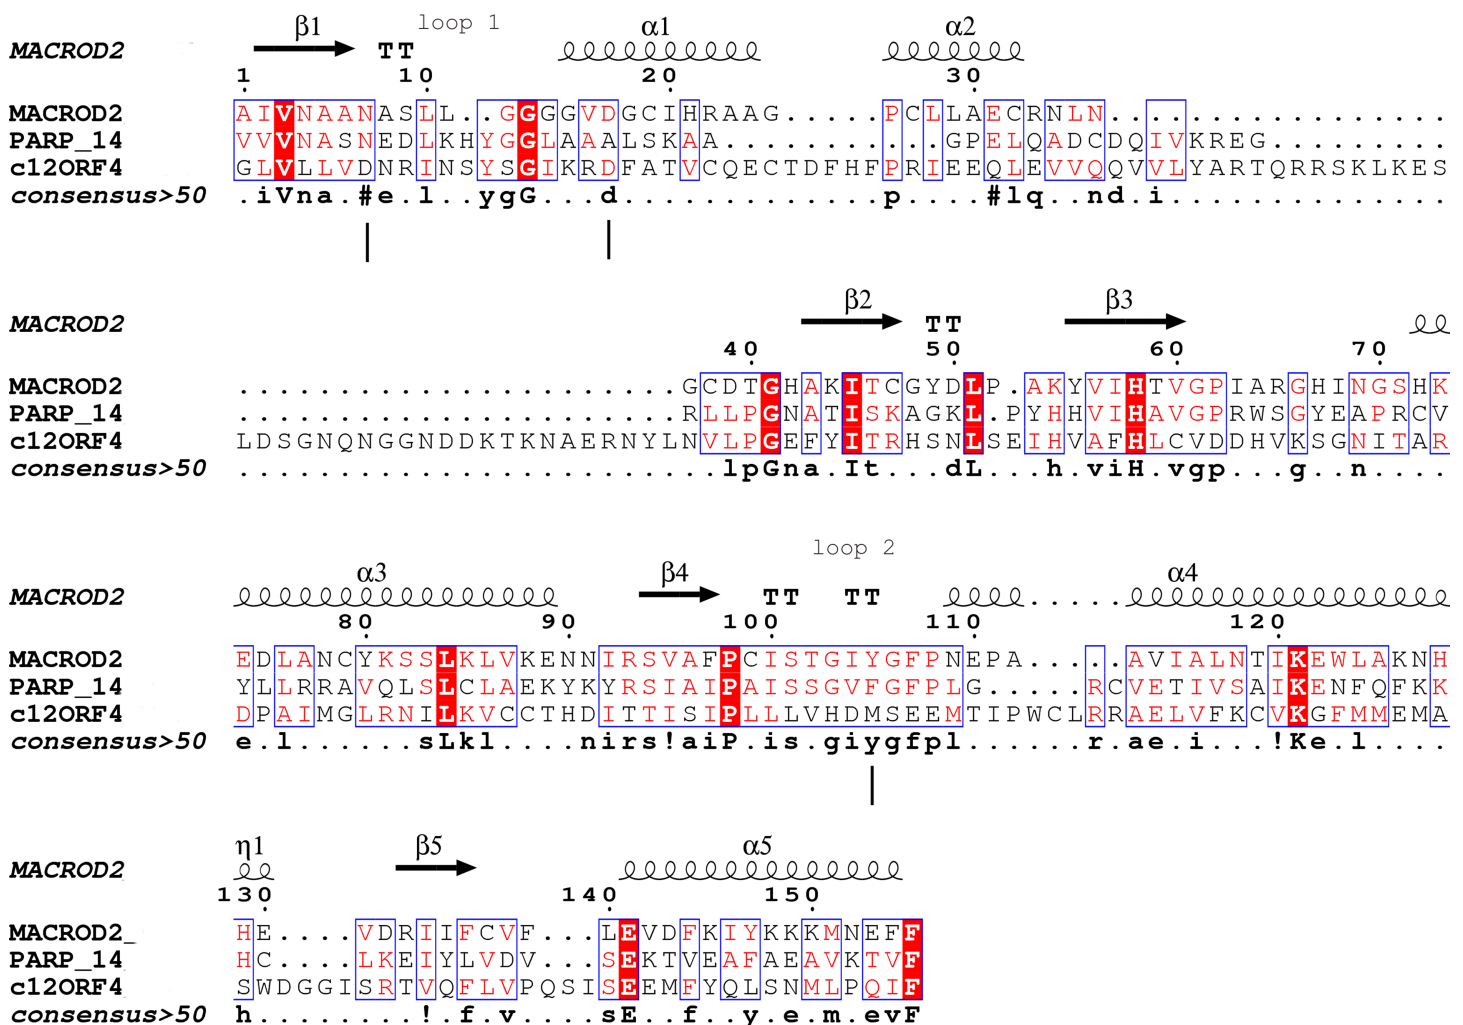 β1 loop 1 α1 α2
MACROD2 TT
1 10 20 30
MACROD2 AIVNAANASLL..GGGGVDGCIHRAAG.....PCLLAECRNLN.................
PARP_14 VVVNASNEDLKHYGGLAAALSKAA...........GPELQADCDQIVKREG.........
c12ORF4 GLVLLVDNRINSYSGIKRDFATVCQECTDFHFPRIEEQLEVVQQVVLYARTQRRSKLKES
consensus>50 .iVna.#e.l..ygG...d.............p....#lq..nd.i..............
β2 β3
MACROD2 TT
40 50 60 70
MACROD2 ......................GCDTGHAKITCGYDLP.AKYVIHTVGPIARGHINGSHK
PARP_14 ......................RLLPGNATISKAGKL.PYHHVIHAVGPRWSGYEAPRCV
c12ORF4 LDSGNQNGGNDDKTKNAERNYLNVLPGEFYITRHSNLSEIHVAFHLCVDDHVKSGNITAR
consensus>50 ........................lpGna.It...dL...h.viH.vgp...g..n....
loop 2
α3 β4 α4
MACROD2 TT TT .....
80 90 100 110 120
MACROD2 EDLANCYKSSLKLVKENNIRSVAFPCISTGIYGFPNEPA.....AVIALNTIKEWLAKNH
PARP_14 YLLRRAVQLSLCLAEKYKYRSIAIPAISSGVFGFPLG.....RCVETIVSAIKENFQFKK
c12ORF4 DPAIMGLRNILKVCCTHDITTISIPLLLVHDMSEEMTIPWCLRRAELVFKCVKGFMMEMA
consensus>50 e.l......sLkl....nirs!aiP.is.giygfpl......r.ae.i...!Ke.l....
η1 β5 α5
MACROD2
130 140 150
MACROD2_ HE....VDRIIFCVF...LEVDFKIYKKKMNEFF
PARP_14 HC....LKEIYLVDV...SEKTVEAFAEAVKTVF
c12ORF4 SWDGGISRTVQFLVPQSISEEMFYQLSNMLPQIF
consensus>50 h........!.f.v....sE..f..y.e.m.evF